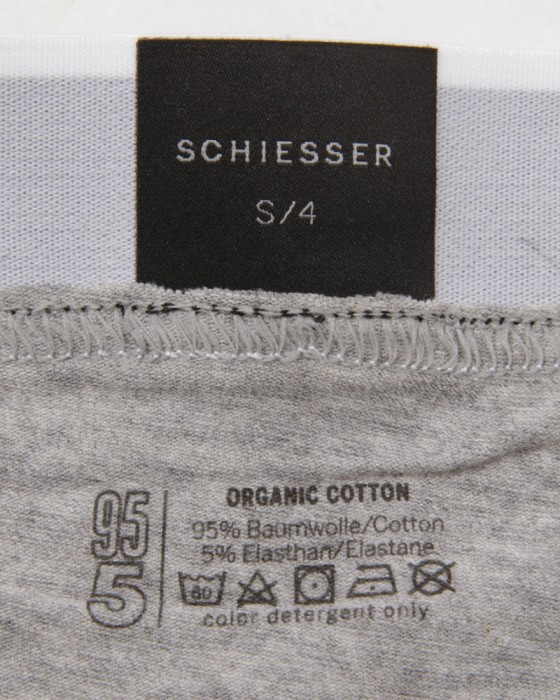 SCHIESSER
S/4
95
5
ORGANIC COTTON
95% Baumwolle/Cotton
5% Elasthan/Elastane
60
color detergent only